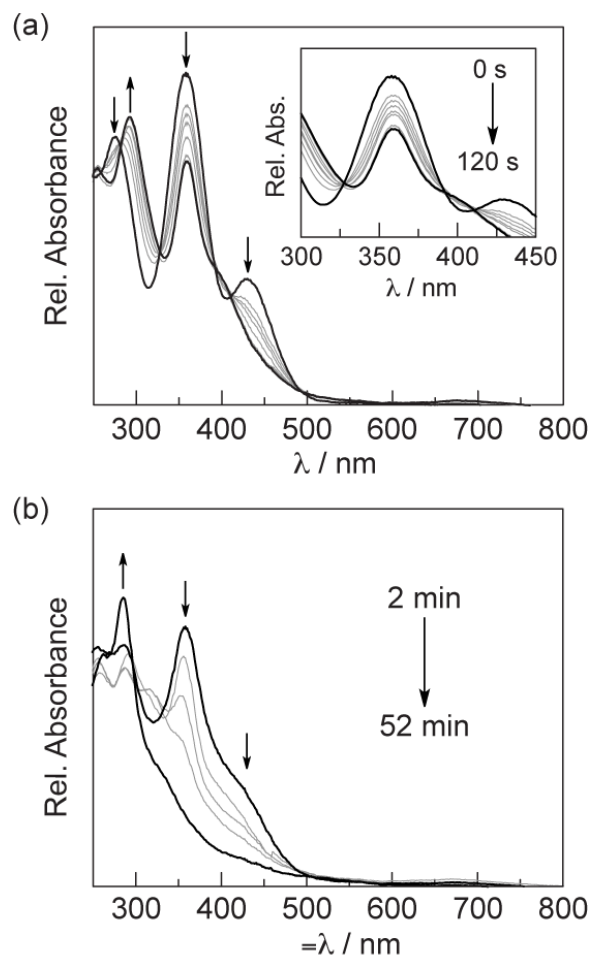 (a)
Rel. Absorbance
Rel. Abs.
0 s
120 s
300 350 400 450
λ / nm
300 400 500 600 700 800
λ / nm
(b)
Rel. Absorbance
2 min
52 min
300 400 500 600 700 800
=λ / nm